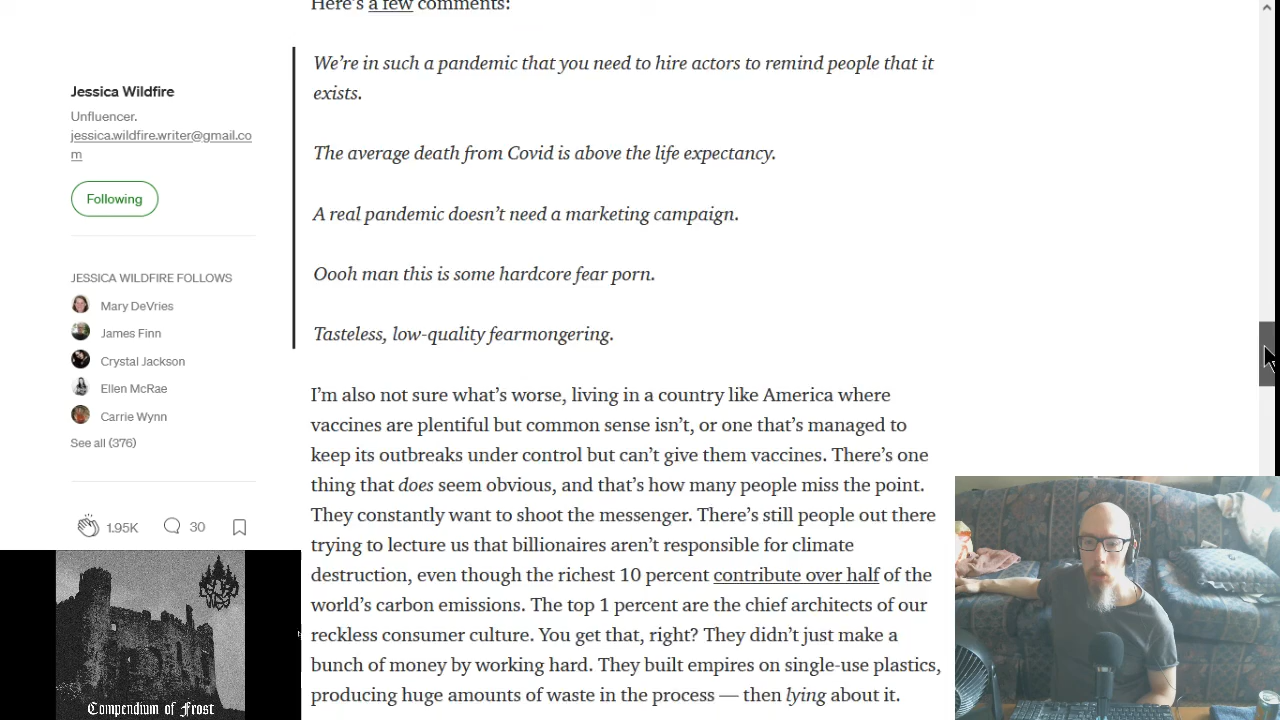 Here's a few comments:
We're in such a pandemic that you need to hire actors to remind people that it
exists.
The average death from Covid is above the life expectancy.
A real pandemic doesn't need a marketing campaign.
Oooh man this is some hardcore fear porn.
Tasteless, low-quality fearmongering.
I'm also not sure what's worse, living in a country like America where
vaccines are plentiful but common sense isn't, or one that's managed to
keep its outbreaks under control but can't give them vaccines. There's one
thing that does seem obvious, and that's how many people miss the point.
They constantly want to shoot the messenger. There's still people out there
trying to lecture us that billionaires aren't responsible for climate
destruction, even though the richest 10 percent contribute over half of the
world's carbon emissions. The top 1 percent are the chief architects of our
reckless consumer culture. You get that, right? They didn't just make a
bunch of money by working hard. They built empires on single-use plastics,
producing huge amounts of waste in the process — then lying about it.
Jessica Wildfire
Unfluencer.
jessica.wildfire.writer@gmail.co
m
Following
JESSICA WILDFIRE FOLLOWS
Mary DeVries
James Finn
Crystal Jackson
Ellen McRae
Carrie Wynn
See all (376)
1.95K 30
Compendium of Frost